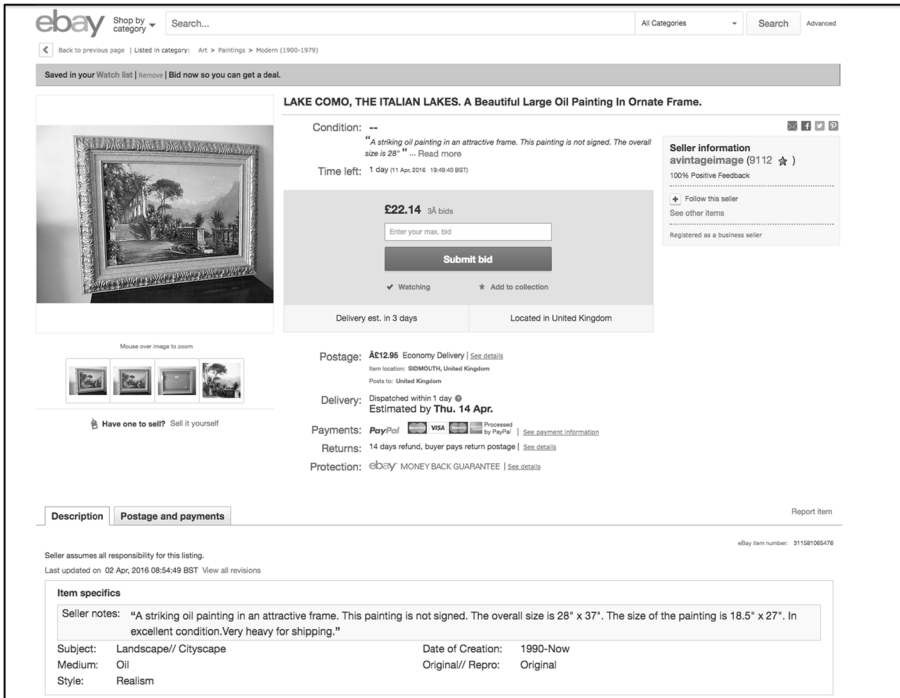 ebay Shop by category Search... All Categories Search Advanced
Back to previous page | Listed in category: Art > Paintings > Modern (1900-1979)
Saved in your Watch list | Remove | Bid now so you can get a deal.
LAKE COMO, THE ITALIAN LAKES. A Beautiful Large Oil Painting In Ornate Frame.
Condition: --
"A striking oil painting in an attractive frame. This painting is not signed. The overall
size is 28" " ... Read more
Time left: 1 day (11 Apr, 2016 19:49:40 BST)
£22.14 3Â bids
Enter your max. bid
Submit bid
Watching Add to collection
Delivery est. in 3 days Located in United Kingdom
Seller information
avintageimage (9112 )
100% Positive Feedback
+ Follow this seller
See other items
Registered as a business seller
Mouse over image to zoom
Have one to sell? Sell it yourself
Postage: Â£12.95 Economy Delivery | See details
Item location: SIDMOUTH, United Kingdom
Posts to: United Kingdom
Delivery: Dispatched within 1 day
Estimated by Thu. 14 Apr.
Payments: PayPal VISA Processed by PayPal | See payment information
Returns: 14 days refund, buyer pays return postage | See details
Protection: ebay MONEY BACK GUARANTEE | See details
Description Postage and payments Report item
eBay item number: 311581065476
Seller assumes all responsibility for this listing.
Last updated on 02 Apr, 2016 08:54:49 BST View all revisions
Item specifics
Seller notes: "A striking oil painting in an attractive frame. This painting is not signed. The overall size is 28" x 37". The size of the painting is 18.5" x 27". In
excellent condition.Very heavy for shipping."
Subject: Landscape// Cityscape Date of Creation: 1990-Now
Medium: Oil Original// Repro: Original
Style: Realism